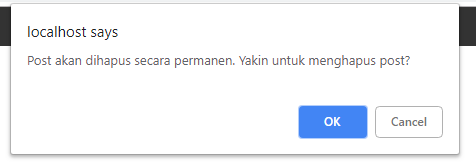 localhost says
Post akan dihapus secara permanen. Yakin untuk menghapus post?
OK
Cancel